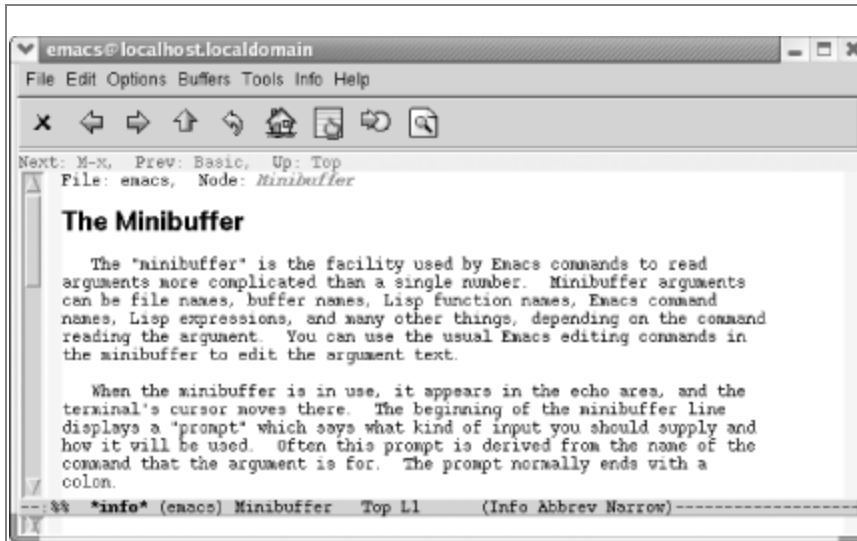 emacs@localhost.localdomain
File Edit Options Buffers Tools Info Help
Next: M-x, Prev: Basic, Up: Top
File: emacs, Node: Minibuffer
The Minibuffer
The "minibuffer" is the facility used by Emacs commands to read
arguments more complicated than a single number. Minibuffer arguments
can be file names, buffer names, Lisp function names, Emacs command
names, Lisp expressions, and many other things, depending on the command
reading the argument. You can use the usual Emacs editing commands in
the minibuffer to edit the argument text.
When the minibuffer is in use, it appears in the echo area, and the
terminal's cursor moves there. The beginning of the minibuffer line
displays a "prompt" which says what kind of input you should supply and
how it will be used. Often this prompt is derived from the name of the
command that the argument is for. The prompt normally ends with a
colon.
--:%% *info* (emacs) Minibuffer Top L1 (Info Abbrev Narrow)-------------------